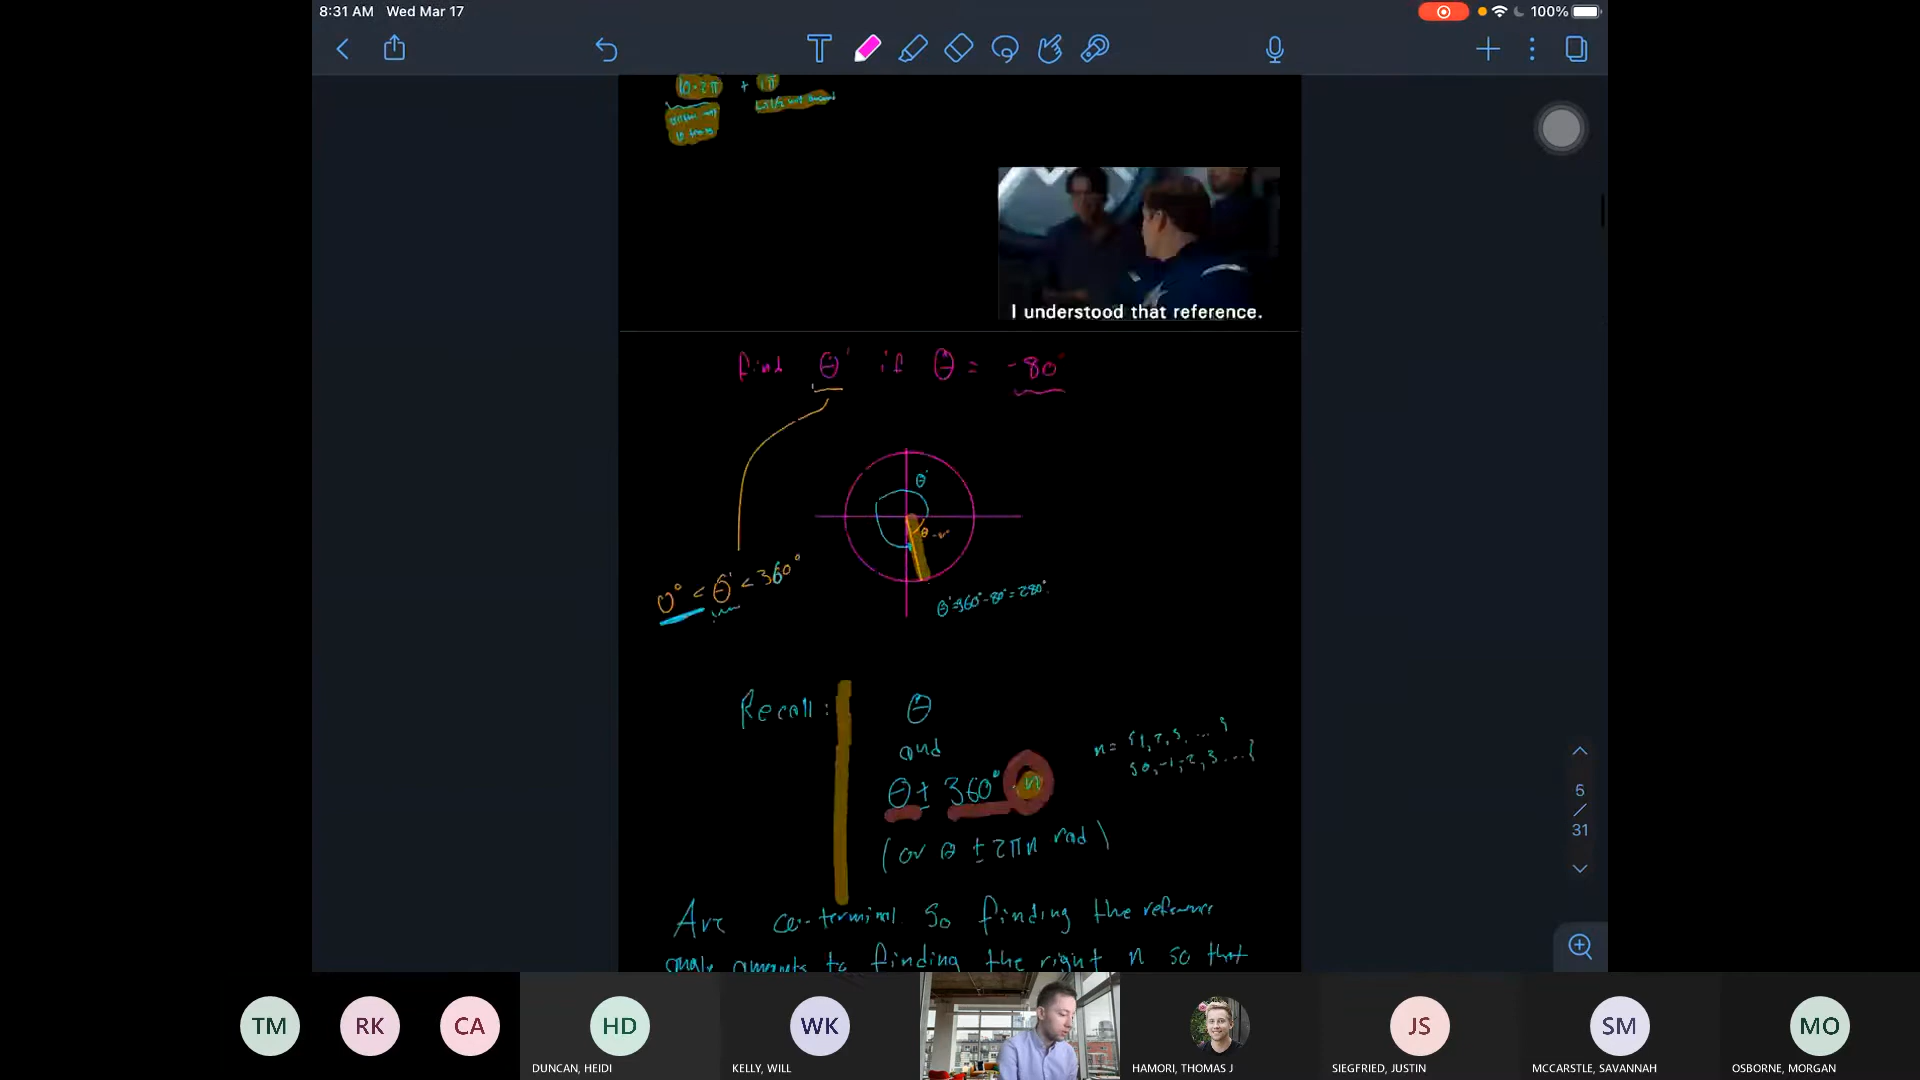 8:31 AM Wed Mar 17
100%
10·2π + 1π
I understood that reference.
find θ' if θ = -80°
θ'
θ
0° < θ' < 360°
θ'=360°-80°=280°
Recall: θ
and
θ ± 360° n
n = {1, 2, 3, ... }
{0, -1, -2, 3 ... }
(or θ ± 2πn rad)
Are co-terminal. So finding the reference
angle amounts to finding the right n so that
5
/
31
TM
RK
CA
HD
WK
JS
SM
MO
DUNCAN, HEIDI
KELLY, WILL
HAMORI, THOMAS J
SIEGFRIED, JUSTIN
MCCARSTLE, SAVANNAH
OSBORNE, MORGAN